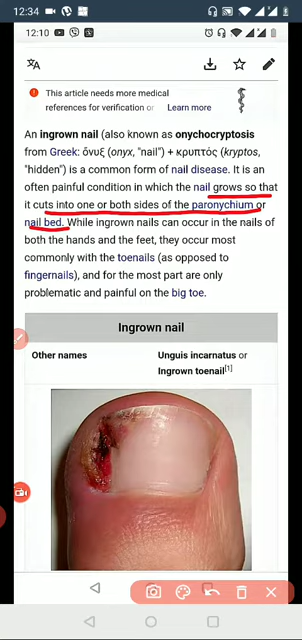 12:34
12:10
This article needs more medical
references for verification or Learn more
An ingrown nail (also known as onychocryptosis
from Greek: ὄνυξ (onyx, "nail") + κρυπτός (kryptos,
"hidden") is a common form of nail disease. It is an
often painful condition in which the nail grows so that
it cuts into one or both sides of the paronychium or
nail bed. While ingrown nails can occur in the nails of
both the hands and the feet, they occur most
commonly with the toenails (as opposed to
fingernails), and for the most part are only
problematic and painful on the big toe.
Ingrown nail
Other names Unguis incarnatus or
Ingrown toenail[1]